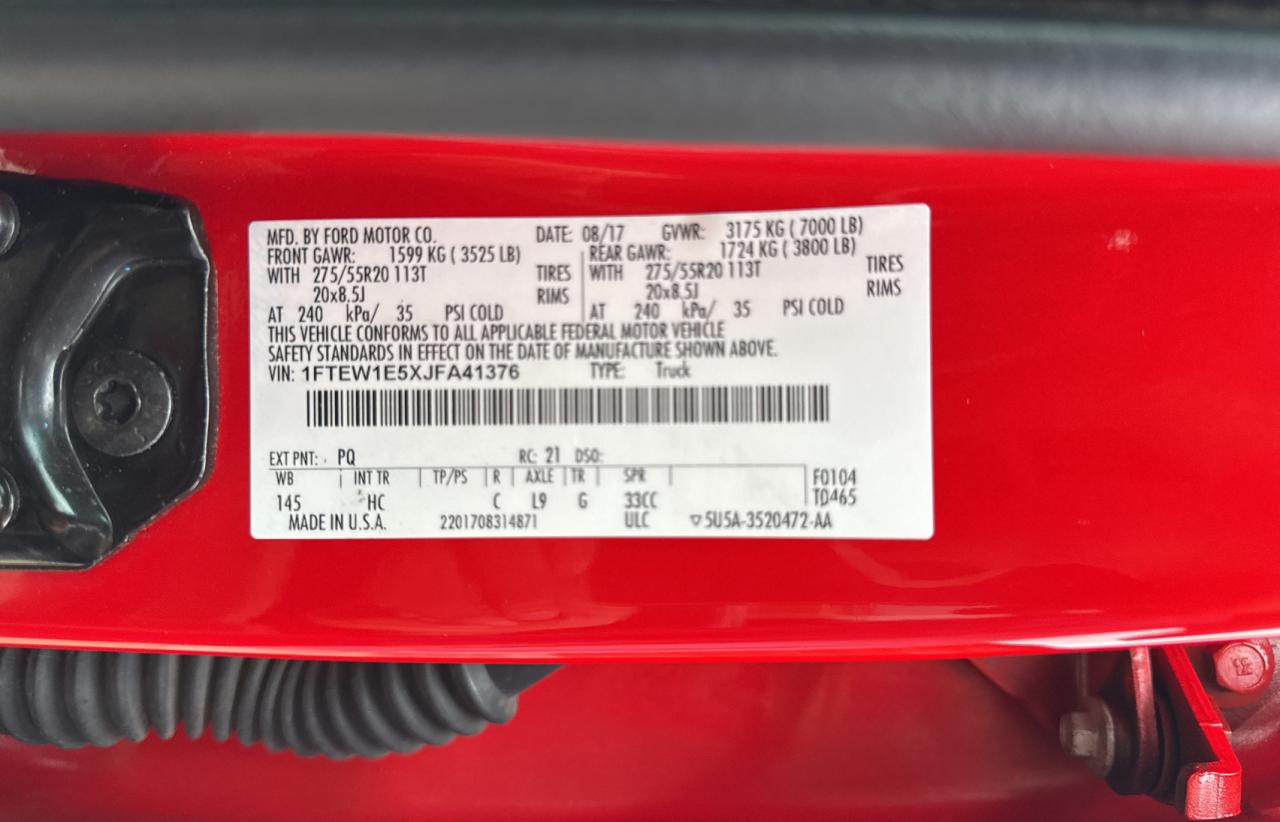 MFD. BY FORD MOTOR CO. DATE: 08/17 GVWR: 3175 KG ( 7000 LB)
FRONT GAWR: 1599 KG ( 3525 LB) REAR GAWR: 1724 KG ( 3800 LB)
WITH 275/55R20 113T TIRES WITH 275/55R20 113T TIRES
20x8.5J RIMS 20x8.5J RIMS
AT 240 kPa/ 35 PSI COLD AT 240 kPa/ 35 PSI COLD
THIS VEHICLE CONFORMS TO ALL APPLICABLE FEDERAL MOTOR VEHICLE
SAFETY STANDARDS IN EFFECT ON THE DATE OF MANUFACTURE SHOWN ABOVE.
VIN: 1FTEW1E5XJFA41376 TYPE: Truck
EXT PNT: PQ RC: 21 DSO:
WB INT TR TP/PS R AXLE TR SPR F0104
145 HC C L9 G 33CC T0465
MADE IN U.S.A. 2201708314871 ULC ▽5U5A-3520472-AA